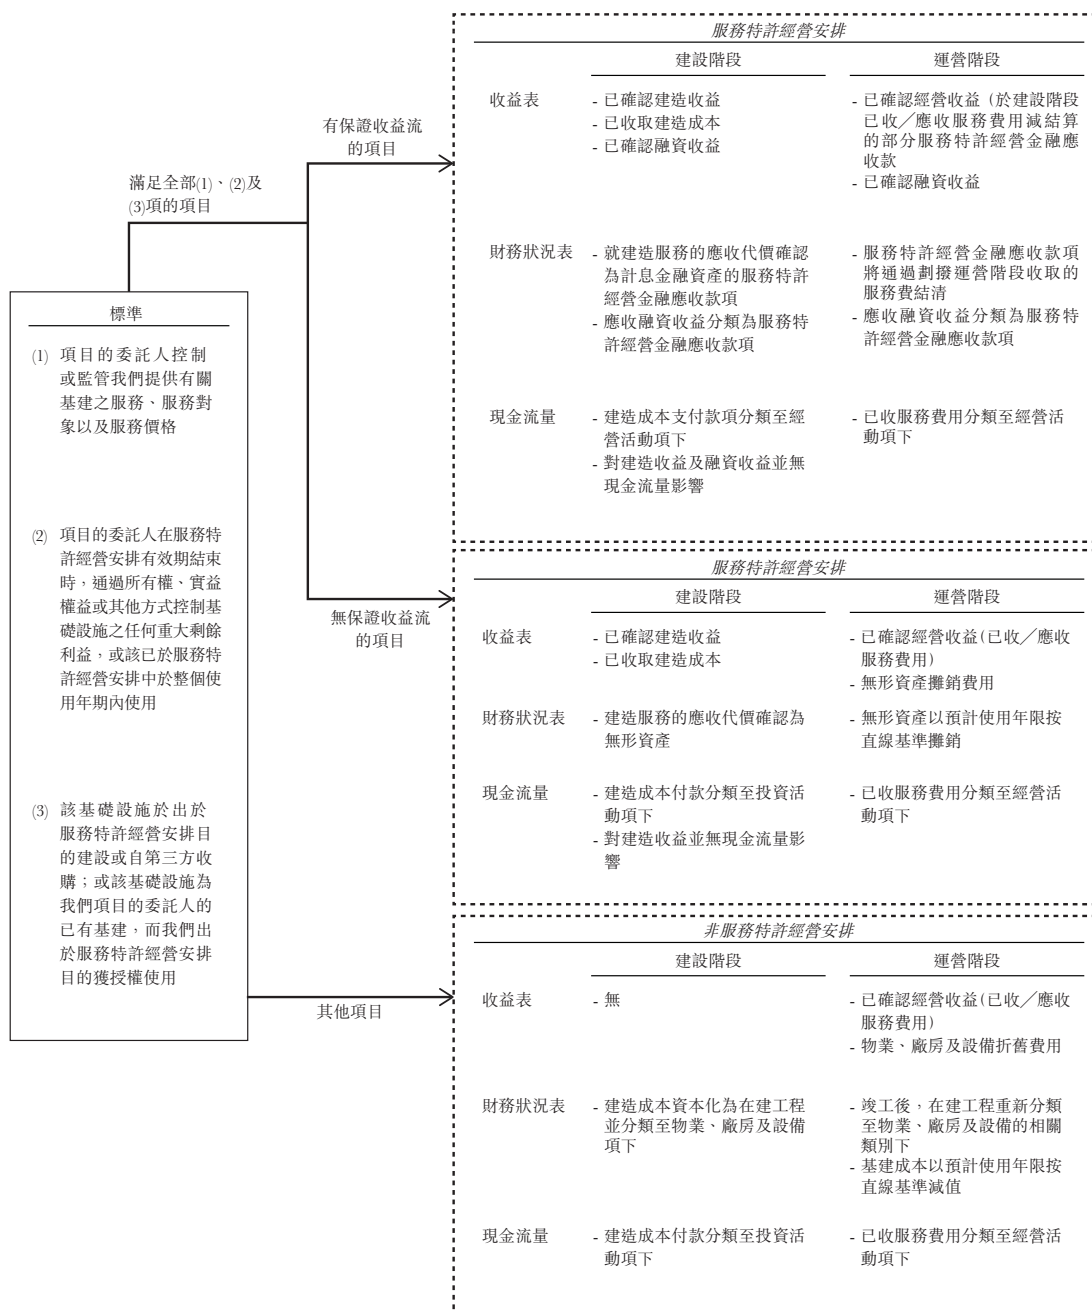 滿足全部(1)、(2)及
(3)項的項目
標準
(1) 項目的委託人控制
或監管我們提供有關
基建之服務、服務對
象以及服務價格
(2) 項目的委託人在服務特
許經營安排有效期結束
時，通過所有權、實益
權益或其他方式控制基
礎設施之任何重大剩餘
利益，或該已於服務特
許經營安排中於整個使
用年期內使用
(3) 該基礎設施於出於
服務特許經營安排目
的建設或自第三方收
購；或該基礎設施為
我們項目的委託人的
已有基建，而我們出
於服務特許經營安排
目的獲授權使用
有保證收益流
的項目
服務特許經營安排
建設階段 運營階段
收益表
- 已確認建造收益
- 已收取建造成本
- 已確認融資收益
- 已確認經營收益（於建設階段
已收╱應收服務費用減結算
的部分服務特許經營金融應
收款
- 已確認融資收益
財務狀況表
- 就建造服務的應收代價確認
為計息金融資產的服務特許
經營金融應收款項
- 應收融資收益分類為服務特
許經營金融應收款項
- 服務特許經營金融應收款項
將通過劃撥運營階段收取的
服務費結清
- 應收融資收益分類為服務特
許經營金融應收款項
現金流量
- 建造成本支付款項分類至經
營活動項下
- 對建造收益及融資收益並無
現金流量影響
- 已收服務費用分類至經營活
動項下
無保證收益流
的項目
服務特許經營安排
建設階段 運營階段
收益表
- 已確認建造收益
- 已收取建造成本
- 已確認經營收益(已收╱應收
服務費用)
- 無形資產攤銷費用
財務狀況表
- 建造服務的應收代價確認為
無形資產
- 無形資產以預計使用年限按
直線基準攤銷
現金流量
- 建造成本付款分類至投資活
動項下
- 對建造收益並無現金流量影
響
- 已收服務費用分類至經營活
動項下
其他項目
非服務特許經營安排
建設階段 運營階段
收益表
- 無
- 已確認經營收益(已收╱應收
服務費用)
- 物業、廠房及設備折舊費用
財務狀況表
- 建造成本資本化為在建工程
並分類至物業、廠房及設備
項下
- 竣工後，在建工程重新分類
至物業、廠房及設備的相關
類別下
- 基建成本以預計使用年限按
直線基準減值
現金流量
- 建造成本付款分類至投資活
動項下
- 已收服務費用分類至經營活
動項下